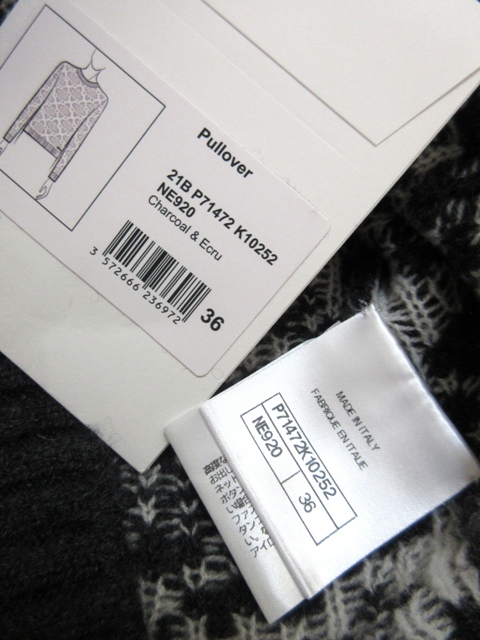 Pullover
21B P71472 K10252
NE920
Charcoal & Ecru
3 572666 236972
36
MADE IN ITALY
FABRIQUE EN ITALIE
P71472K10252
NE920
36